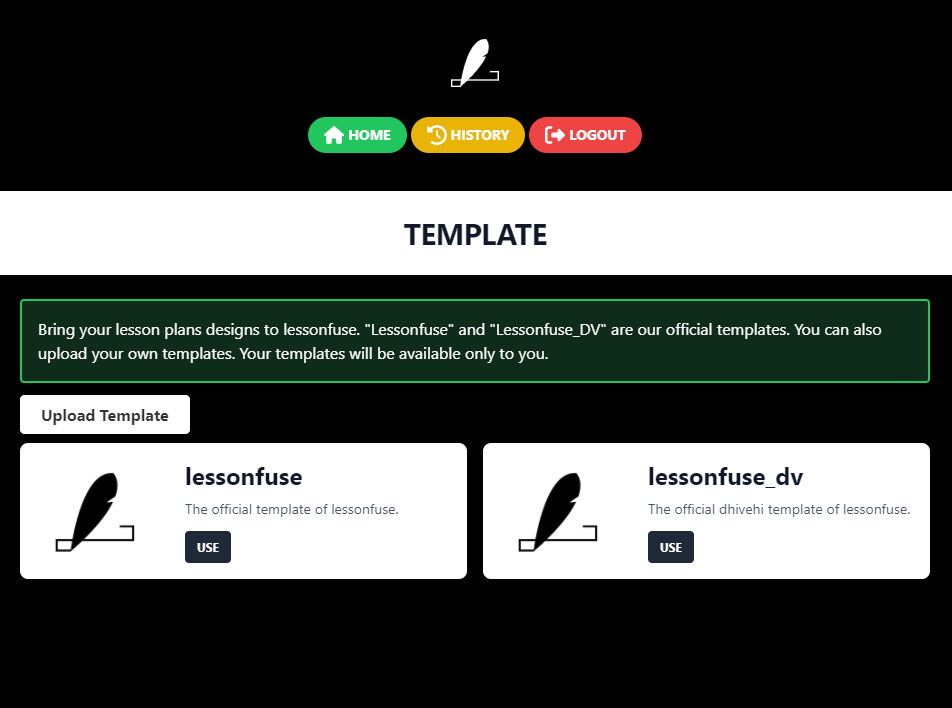 HOME HISTORY LOGOUT
TEMPLATE
Bring your lesson plans designs to lessonfuse. "Lessonfuse" and "Lessonfuse_DV" are our official templates. You can also
upload your own templates. Your templates will be available only to you.
Upload Template
lessonfuse
The official template of lessonfuse.
USE
lessonfuse_dv
The official dhivehi template of lessonfuse.
USE